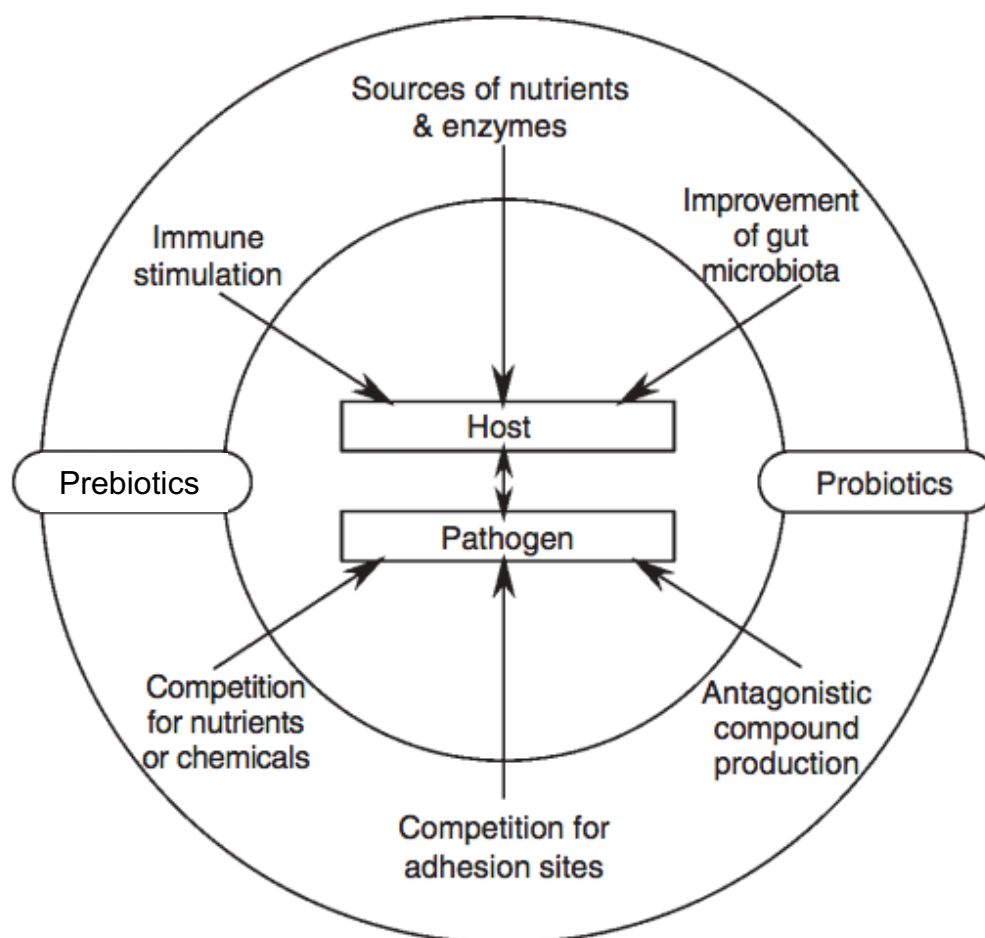 Sources of nutrients
& enzymes
Immune
stimulation
Improvement
of gut
microbiota
Host
Prebiotics
Probiotics
Pathogen
Competition
for nutrients
or chemicals
Competition for
adhesion sites
Antagonistic
compound
production